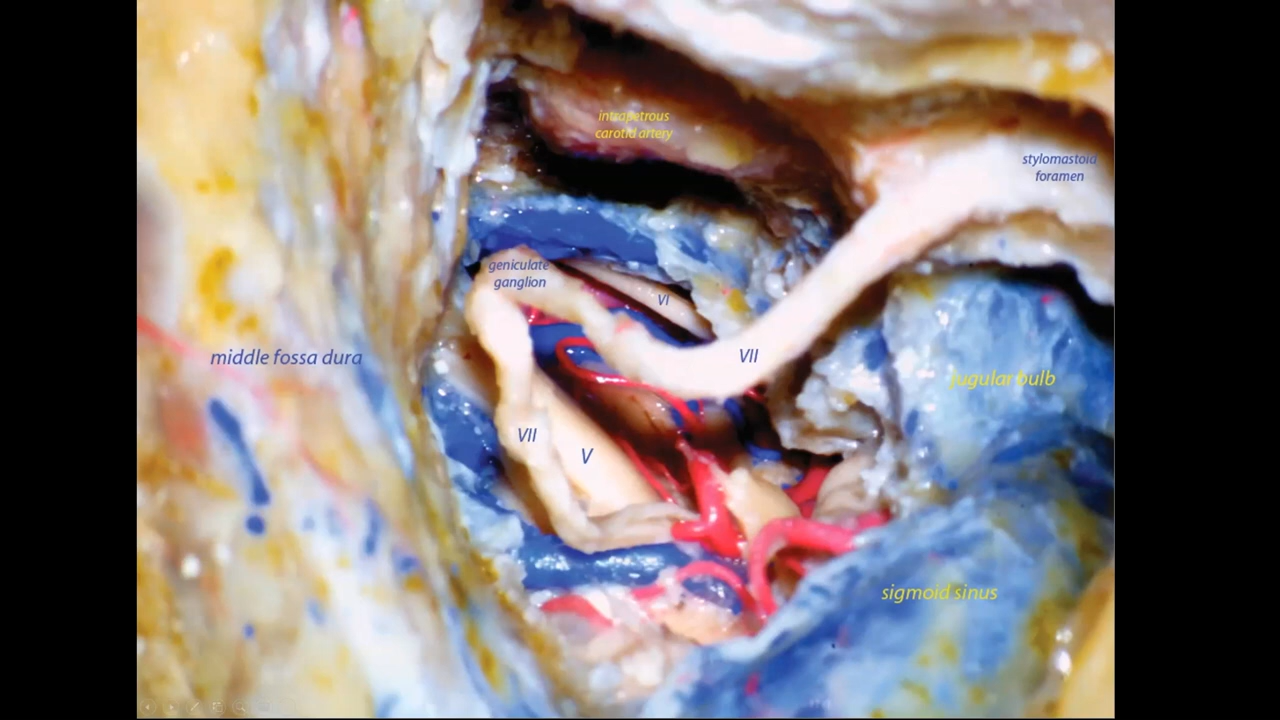 intrapetrous
carotid artery
stylomastoid
foramen
geniculate
ganglion
VI
middle fossa dura
VII
jugular bulb
VII
V
sigmoid sinus